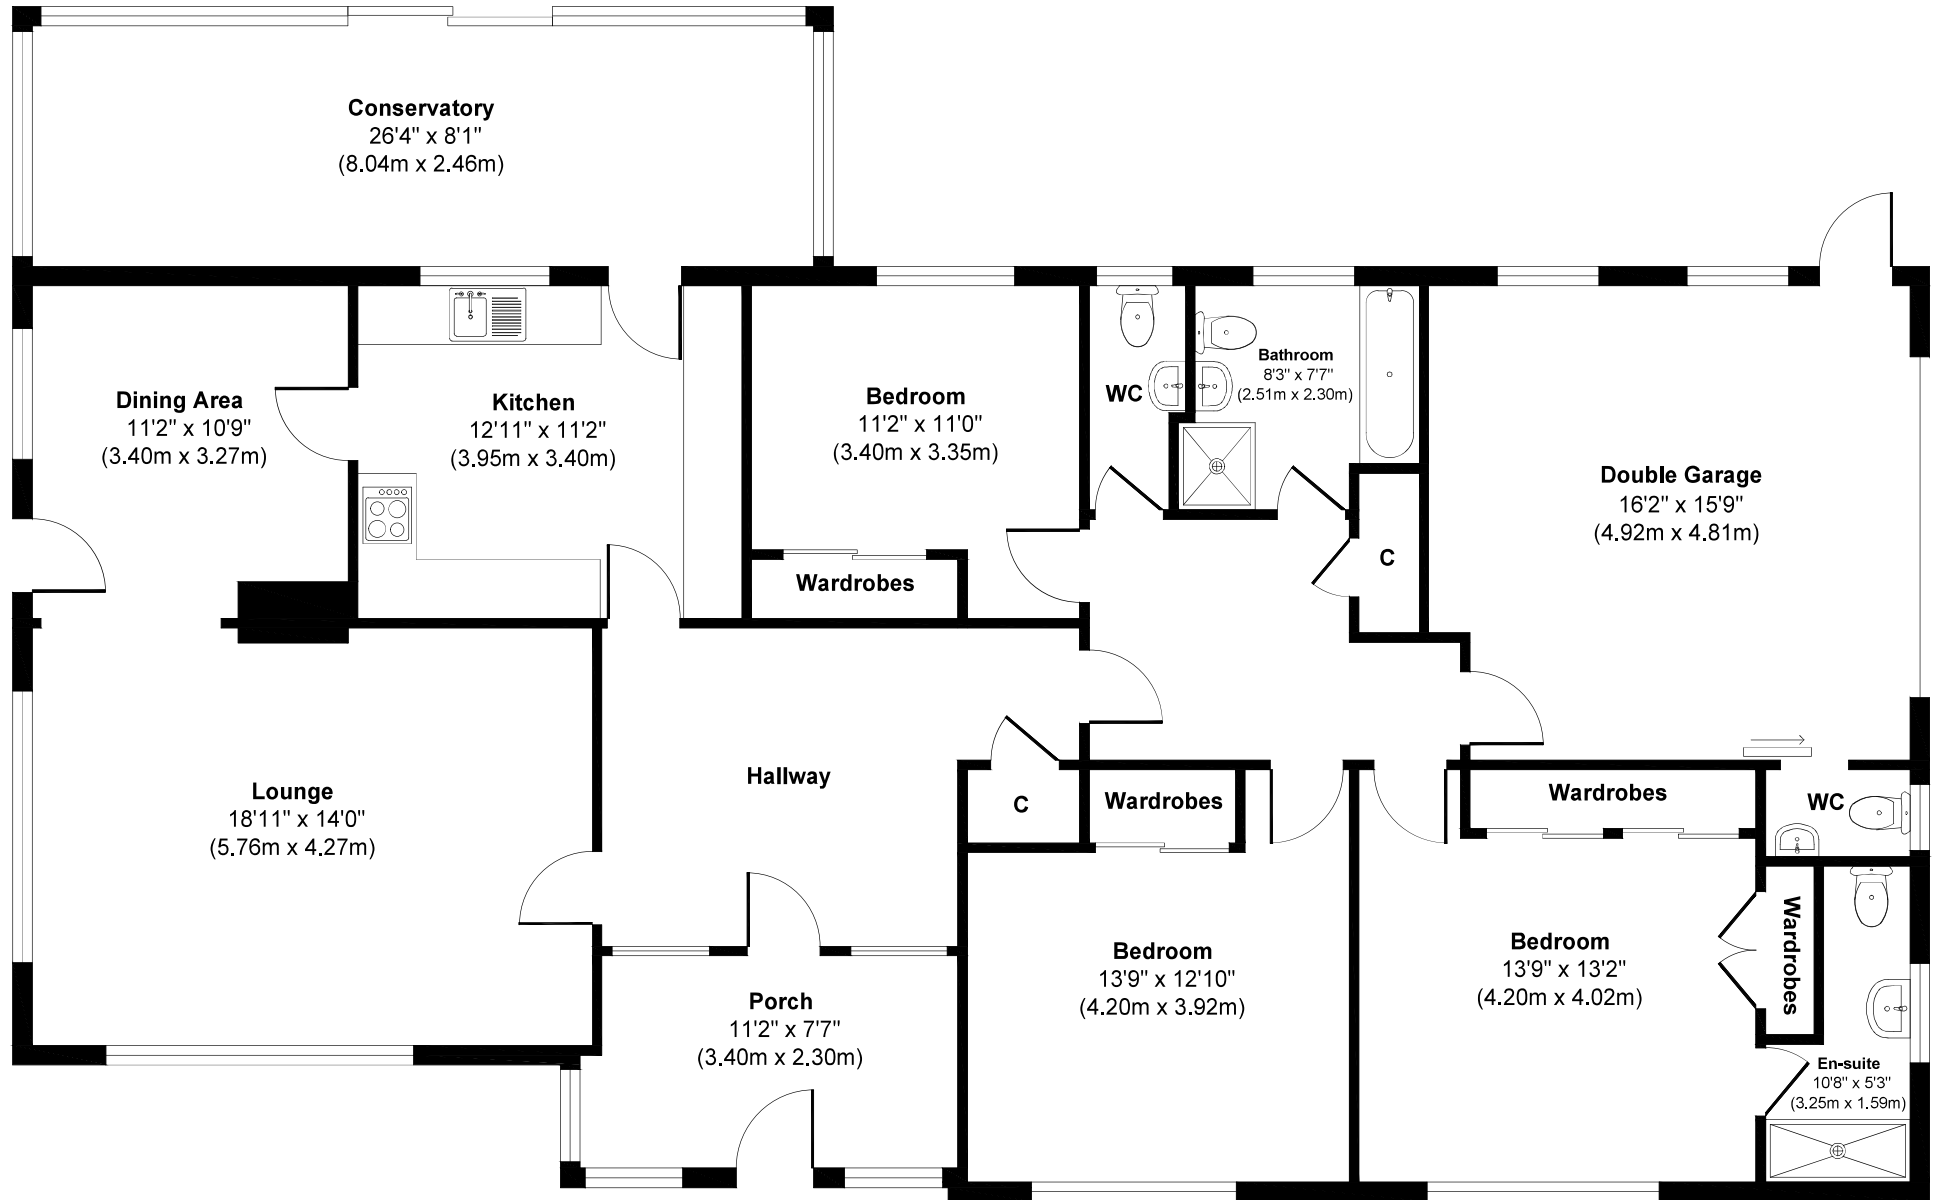 Conservatory
26'4" x 8'1"
(8.04m x 2.46m)
Dining Area
11'2" x 10'9"
(3.40m x 3.27m)
Kitchen
12'11" x 11'2"
(3.95m x 3.40m)
Bedroom
11'2" x 11'0"
(3.40m x 3.35m)
Wardrobes
WC
Bathroom
8'3" x 7'7"
(2.51m x 2.30m)
C
Double Garage
16'2" x 15'9"
(4.92m x 4.81m)
Lounge
18'11" x 14'0"
(5.76m x 4.27m)
Hallway
C
Wardrobes
Wardrobes
WC
Porch
11'2" x 7'7"
(3.40m x 2.30m)
Bedroom
13'9" x 12'10"
(4.20m x 3.92m)
Bedroom
13'9" x 13'2"
(4.20m x 4.02m)
Wardrobes
En-suite
10'8" x 5'3"
(3.25m x 1.59m)